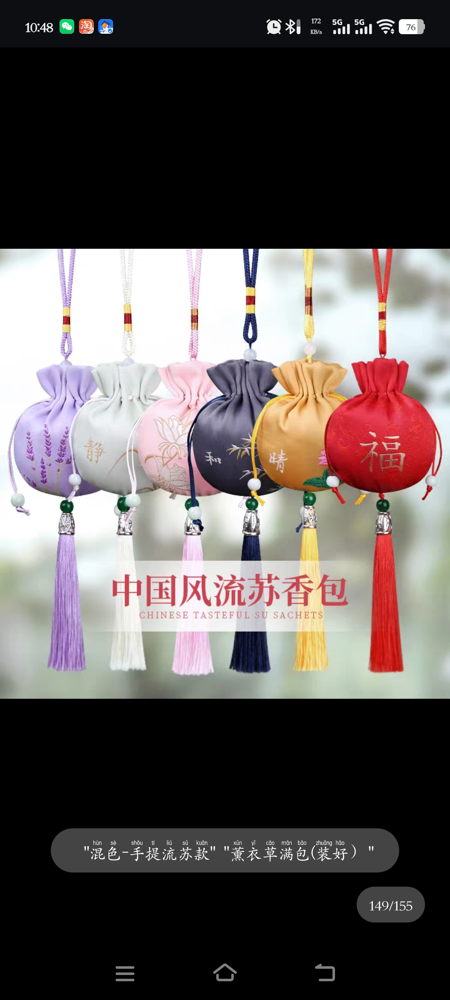 10:48
淘
172
KB/s
5G
5G
76
静
和
晴
福
中国风流苏香包
CHINESE TASTEFUL SU SACHETS
hùn sè shǒu tí liú sū kuǎn xūn yī cǎo mǎn bāo zhuāng hǎo
"混色-手提流苏款" "薰衣草满包(装好）"
149/155